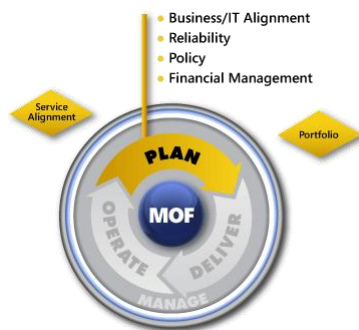 • Business/IT Alignment
• Reliability
• Policy
• Financial Management
Service
Alignment
Portfolio
PLAN
MOF
OPERATE
DELIVER
MANAGE